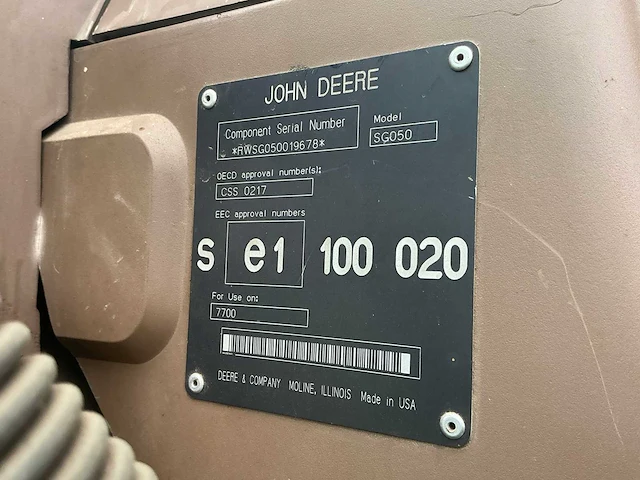 JOHN DEERE
Component Serial Number
*RWSG050019678*
Model
SG050
OECD approval number(s):
CSS 0217
EEC approval numbers
S e1 100 020
For Use on:
7700
DEERE & COMPANY MOLINE, ILLINOIS Made in USA